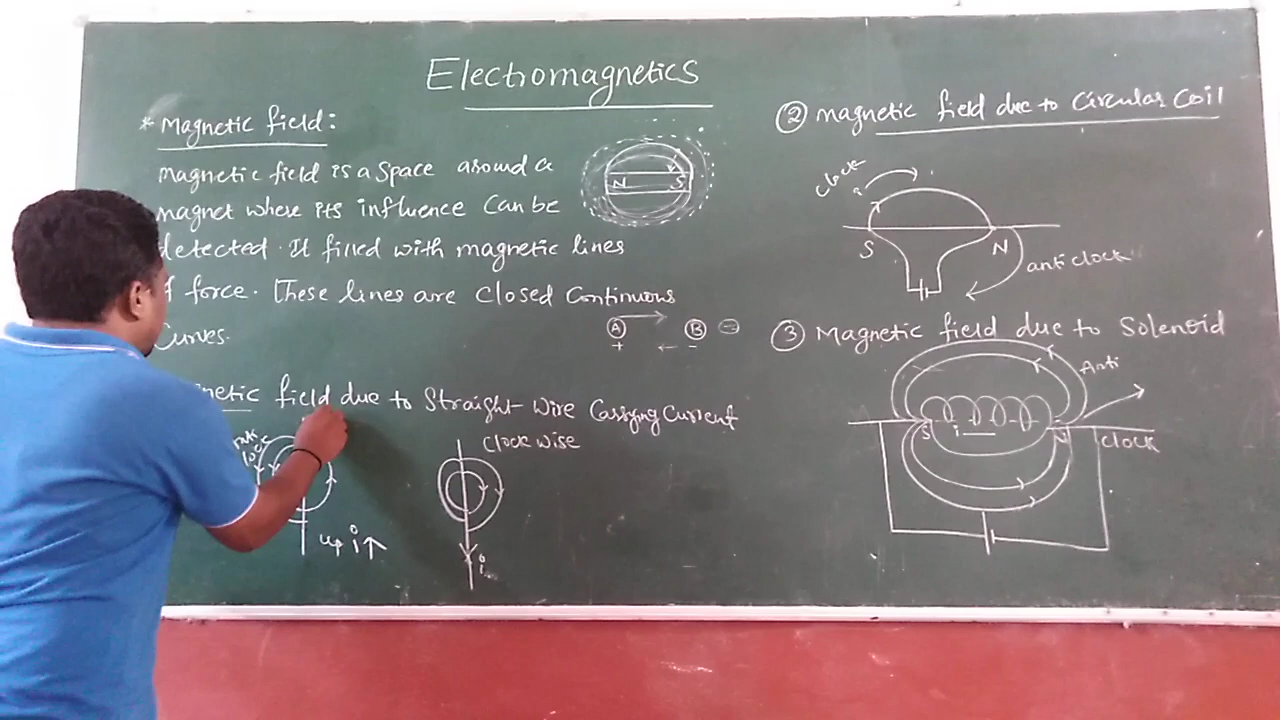 Electromagnetics
* Magnetic field:
Magnetic field is a Space around a
magnet where its influence Can be
detected. It filled with magnetic lines
force. These lines are Closed Continuous
Curves.
N S
A B =
+ ← -
netic field due to Straight Wire Carrying Current
Clock wise
up i ↑
i
② magnetic field due to Circular Coil
clock
S N
anti clock
③ Magnetic field due to Solenoid
Anti
S i N
clock